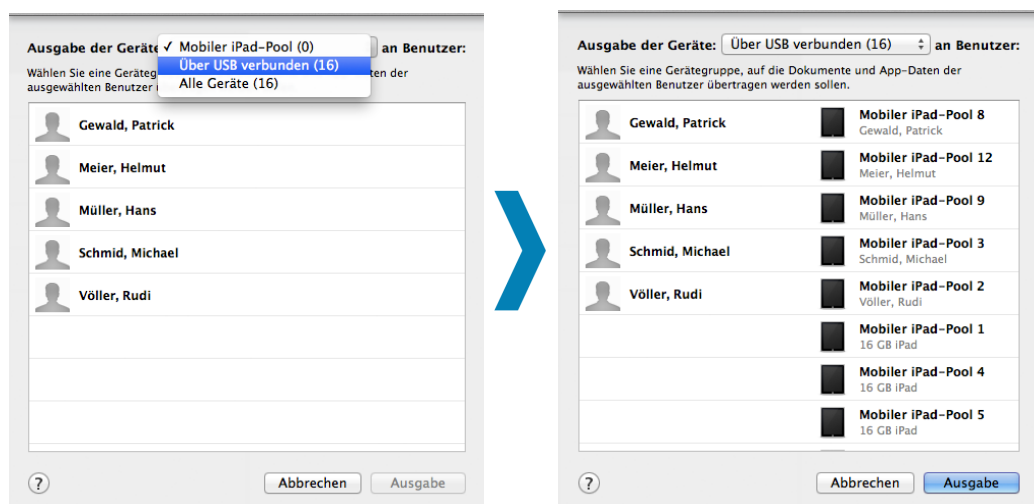 Ausgabe der Geräte
✓ Mobiler iPad-Pool (0)
Über USB verbunden (16)
Alle Geräte (16)
an Benutzer:
Wählen Sie eine Geräteg ten der
ausgewählten Benutzer
Gewald, Patrick
Meier, Helmut
Müller, Hans
Schmid, Michael
Völler, Rudi
?
Abbrechen
Ausgabe
Ausgabe der Geräte: Über USB verbunden (16) an Benutzer:
Wählen Sie eine Gerätegruppe, auf die Dokumente und App-Daten der
ausgewählten Benutzer übertragen werden sollen.
Gewald, Patrick
Mobiler iPad-Pool 8
Gewald, Patrick
Meier, Helmut
Mobiler iPad-Pool 12
Meier, Helmut
Müller, Hans
Mobiler iPad-Pool 9
Müller, Hans
Schmid, Michael
Mobiler iPad-Pool 3
Schmid, Michael
Völler, Rudi
Mobiler iPad-Pool 2
Völler, Rudi
Mobiler iPad-Pool 1
16 GB iPad
Mobiler iPad-Pool 4
16 GB iPad
Mobiler iPad-Pool 5
16 GB iPad
?
Abbrechen
Ausgabe